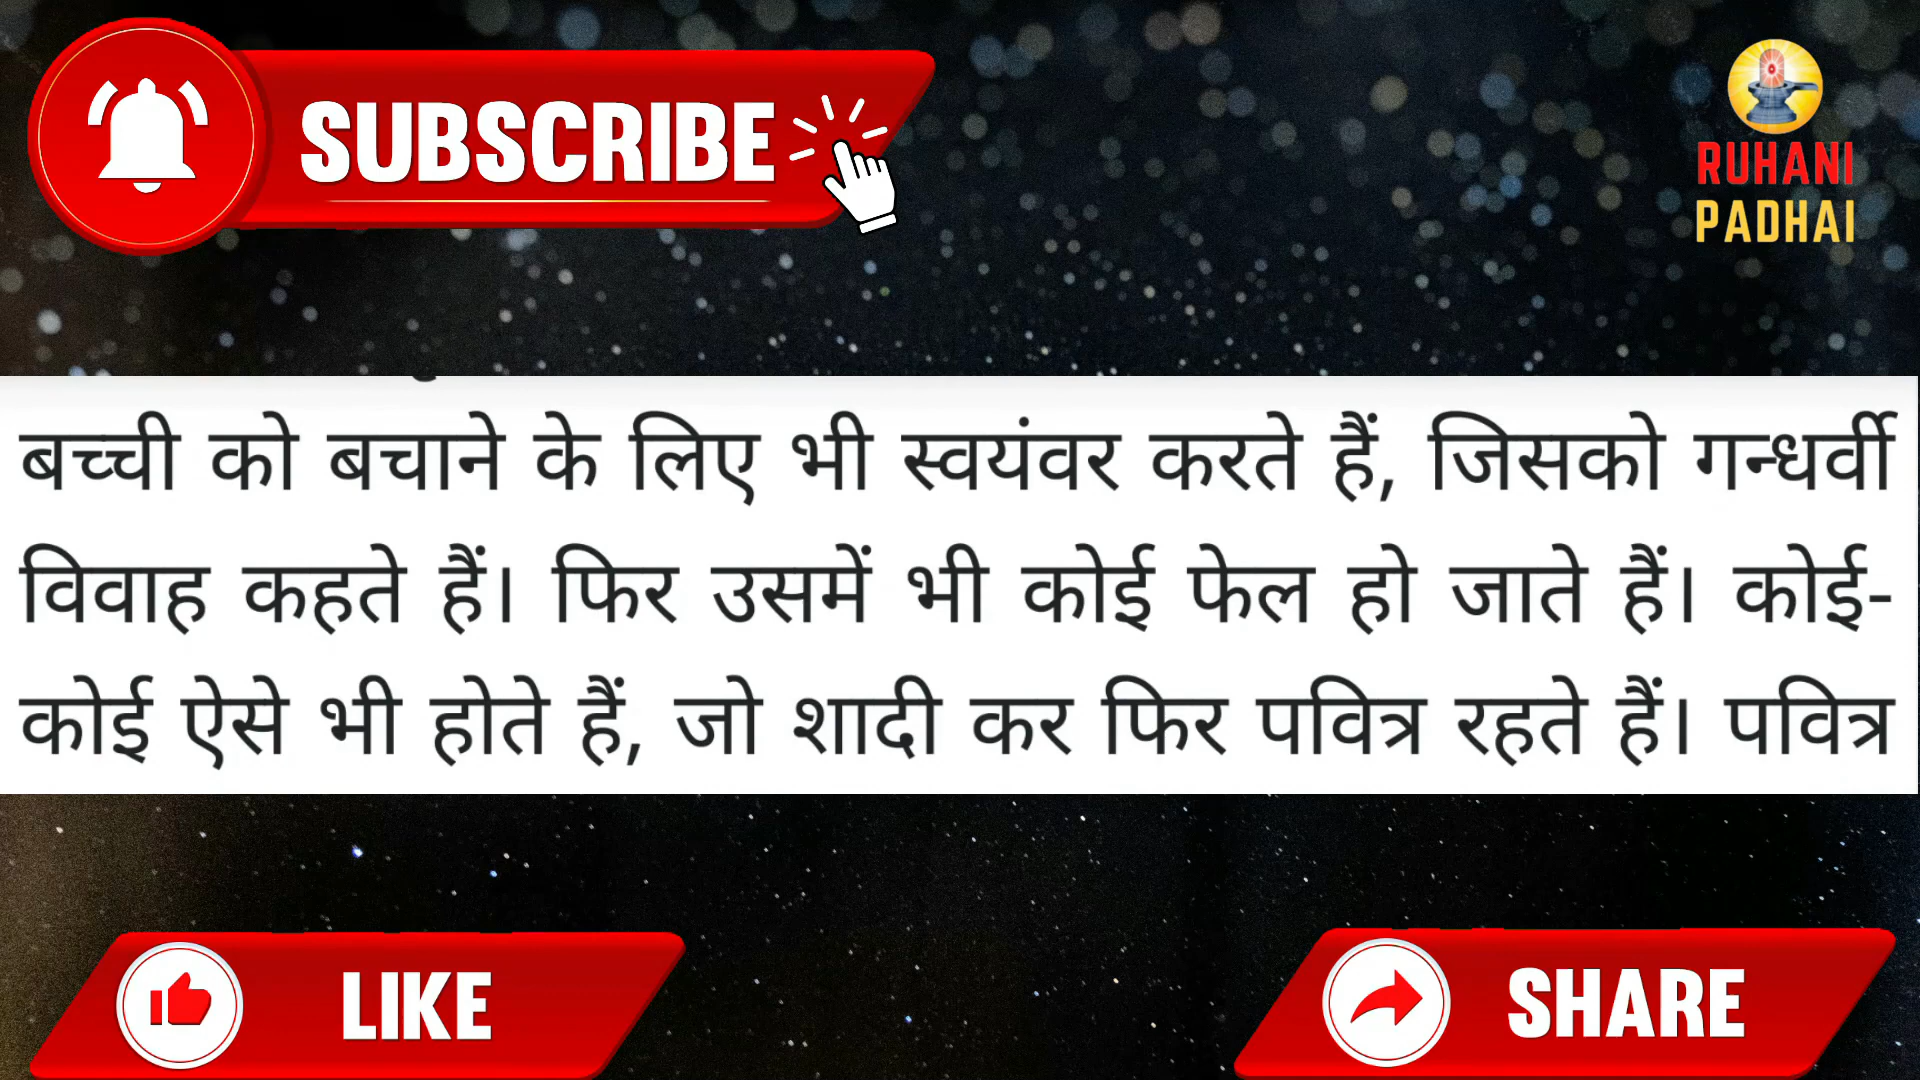 SUBSCRIBE
RUHANI
PADHAI
बच्ची को बचाने के लिए भी स्वयंवर करते हैं, जिसको गन्धर्वी
विवाह कहते हैं। फिर उसमें भी कोई फेल हो जाते हैं। कोई-
कोई ऐसे भी होते हैं, जो शादी कर फिर पवित्र रहते हैं। पवित्र
LIKE
SHARE